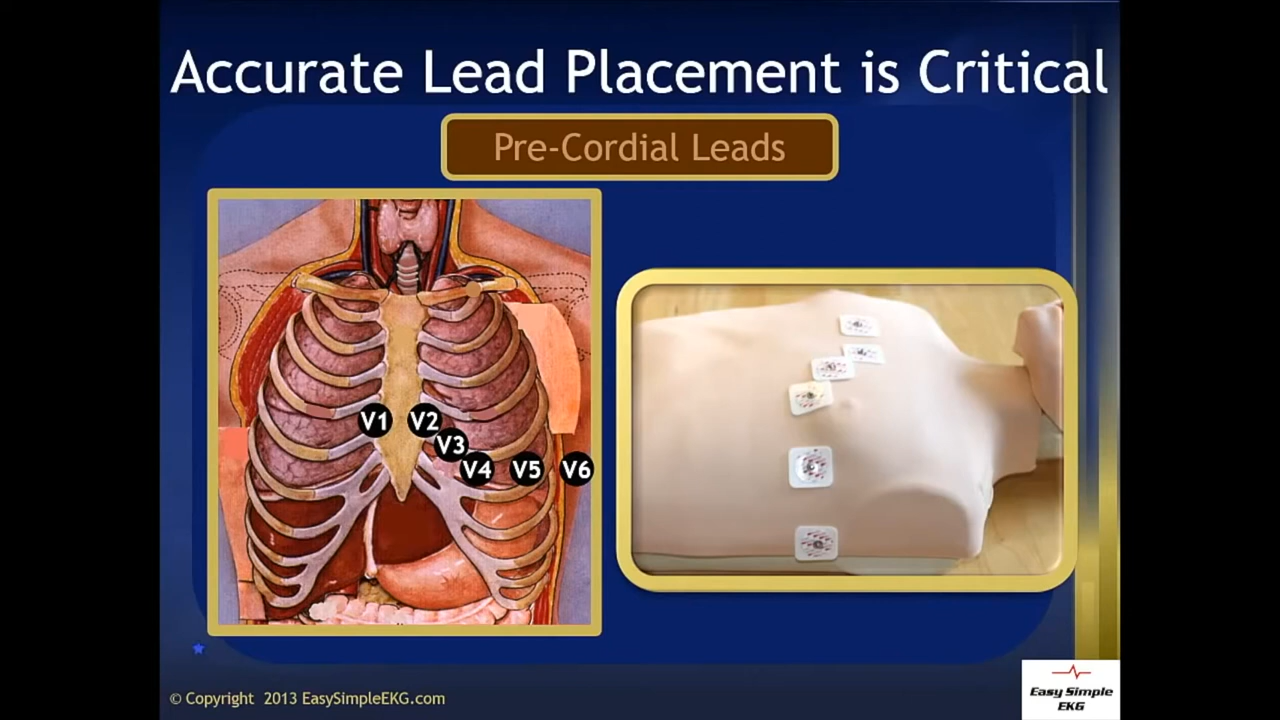 Accurate Lead Placement is Critical
Pre-Cordial Leads
V1 V2
V3
V4 V5 V6
© Copyright 2013 EasySimpleEKG.com
Easy Simple
EKG